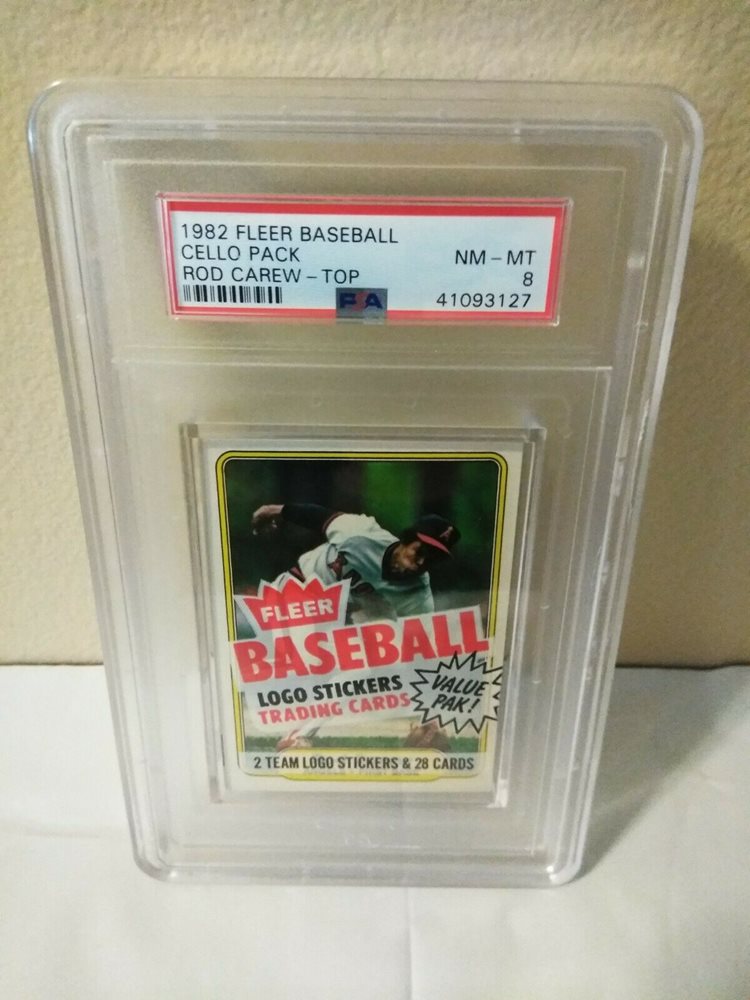 1982 FLEER BASEBALL
CELLO PACK NM - MT
ROD CAREW - TOP 8
PSA 41093127
FLEER
BASEBALL
LOGO STICKERS
TRADING CARDS
VALUE
PAK!
2 TEAM LOGO STICKERS & 28 CARDS